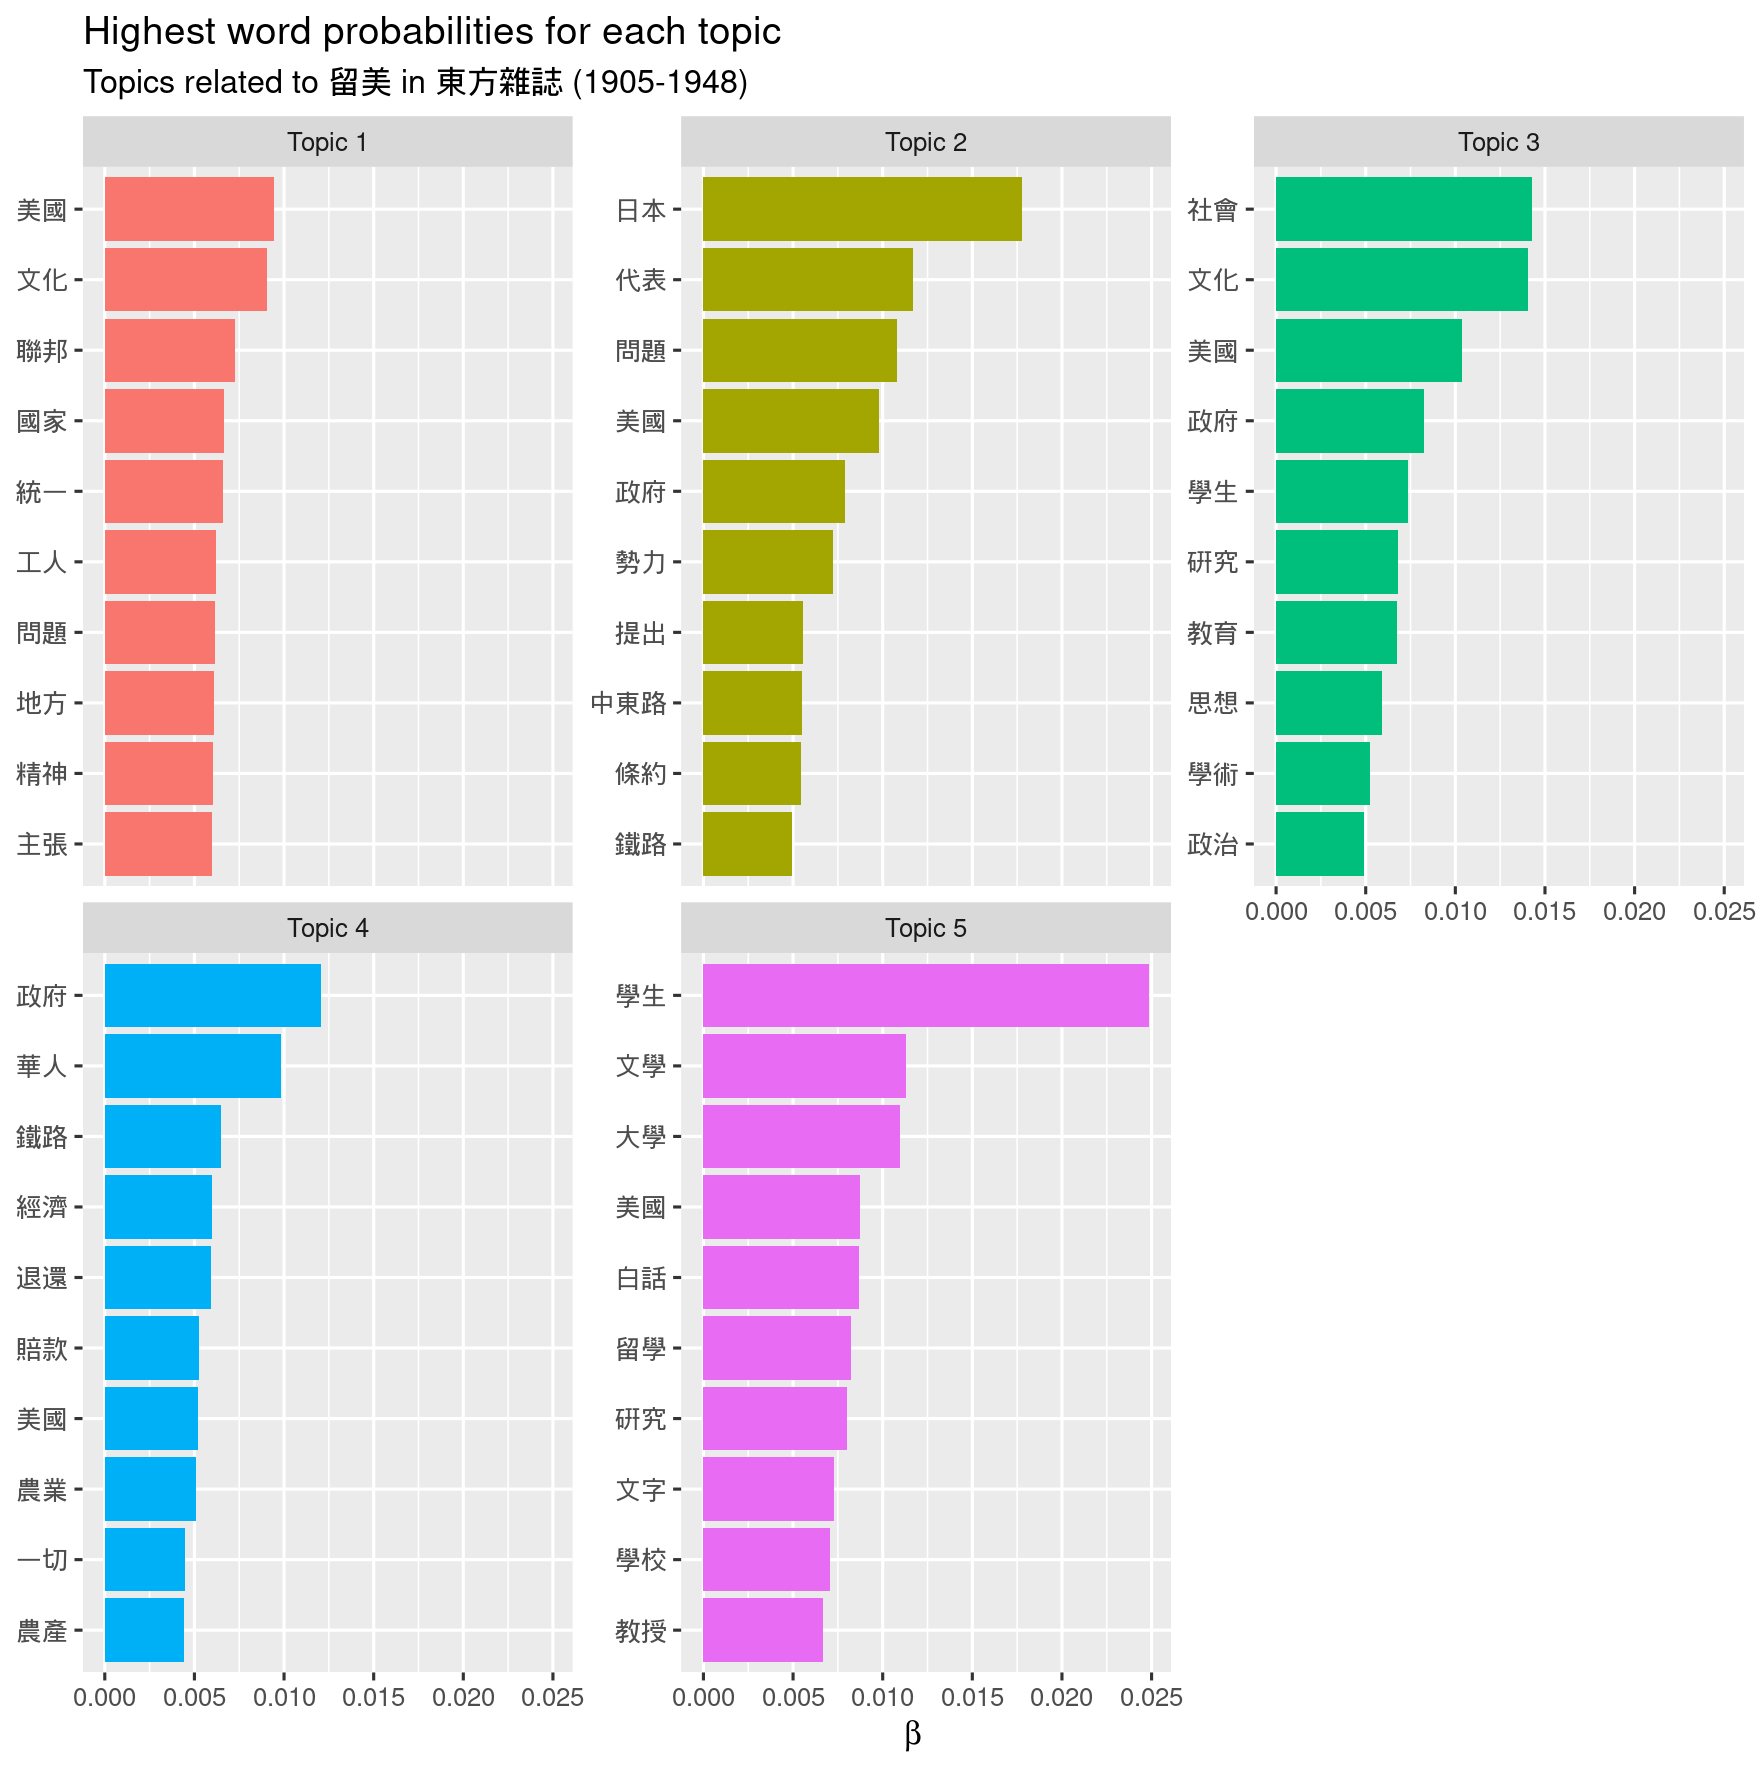 Highest word probabilities for each topic
Topics related to 留美 in 東方雜誌 (1905-1948)
Topic 1
美國
文化
聯邦
國家
統一
工人
問題
地方
精神
主張
Topic 2
日本
代表
問題
美國
政府
勢力
提出
中東路
條約
鐵路
Topic 3
社會
文化
美國
政府
學生
研究
教育
思想
學術
政治
0.000 0.005 0.010 0.015 0.020 0.025
Topic 4
政府
華人
鐵路
經濟
退還
賠款
美國
農業
一切
農產
0.000 0.005 0.010 0.015 0.020 0.025
Topic 5
學生
文學
大學
美國
白話
留學
研究
文字
學校
教授
0.000 0.005 0.010 0.015 0.020 0.025
β